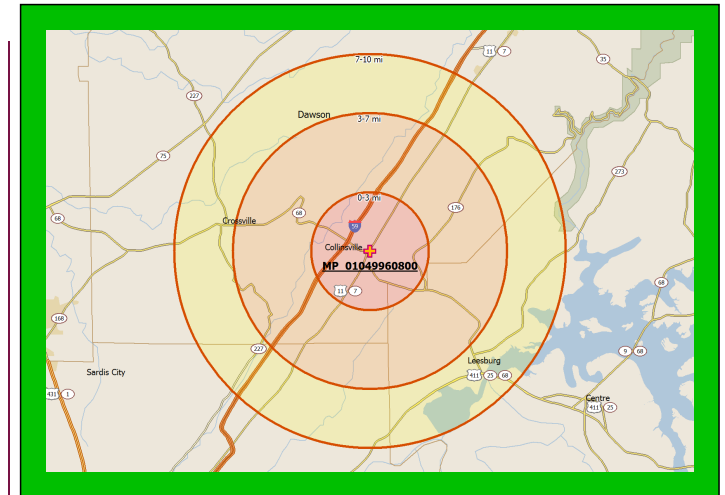 7-10 mi
11 7
35
227
Dawson
3-7 mi
75
273
0-3 mi
176
68
68
Crossville
59
Collinsville
MP 01049960800
68
11 7
168
227
9 68
Leesburg
Sardis City
411 25 68
431 1
Centre
411 25